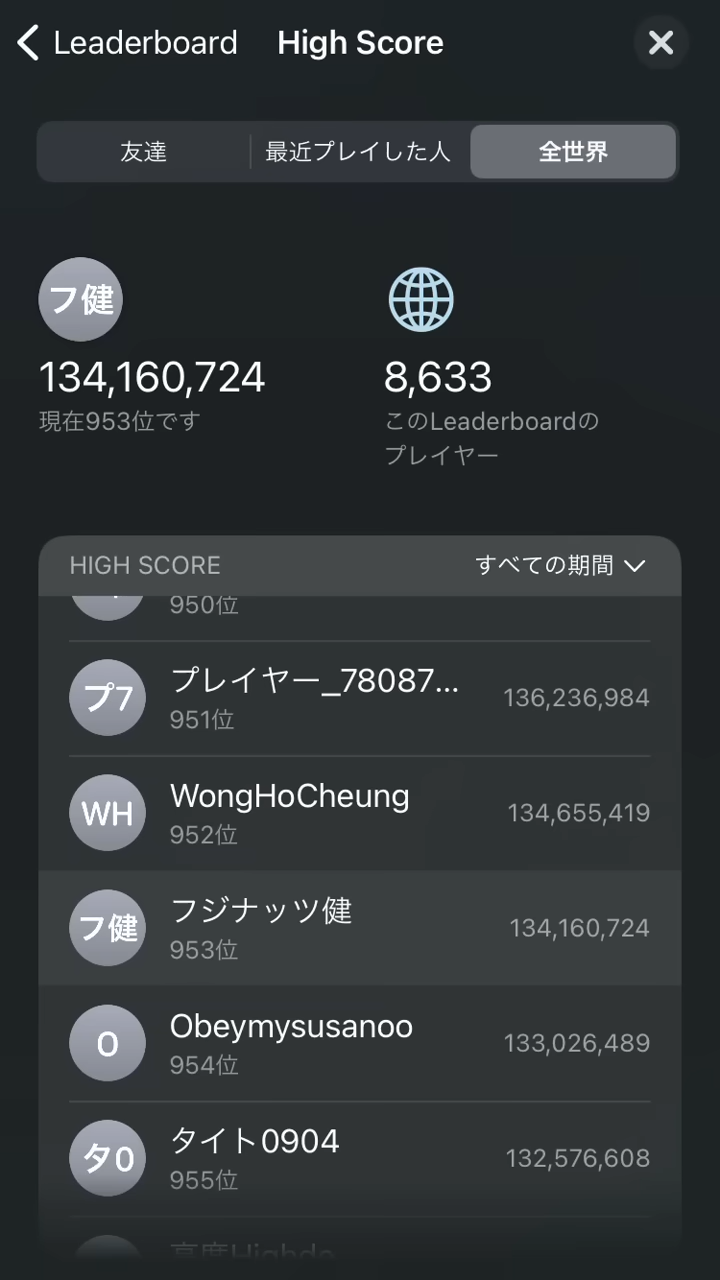 Leaderboard High Score
友達 最近プレイした人 全世界
フ健
134,160,724 8,633
現在953位です このLeaderboardの
プレイヤー
HIGH SCORE すべての期間
950位
プ7 プレイヤー_78087... 136,236,984
951位
WH WongHoCheung 134,655,419
952位
フ健 フジナッツ健 134,160,724
953位
O Obeymysusanoo 133,026,489
954位
タ0 タイト0904 132,576,608
955位